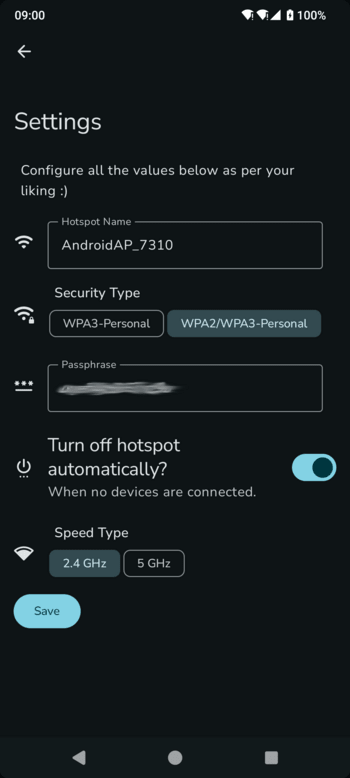 09:00
100%
Settings
Configure all the values below as per your
liking :)
Hotspot Name
AndroidAP_7310
Security Type
WPA3-Personal
WPA2/WPA3-Personal
Passphrase
Turn off hotspot
automatically?
When no devices are connected.
Speed Type
2.4 GHz
5 GHz
Save